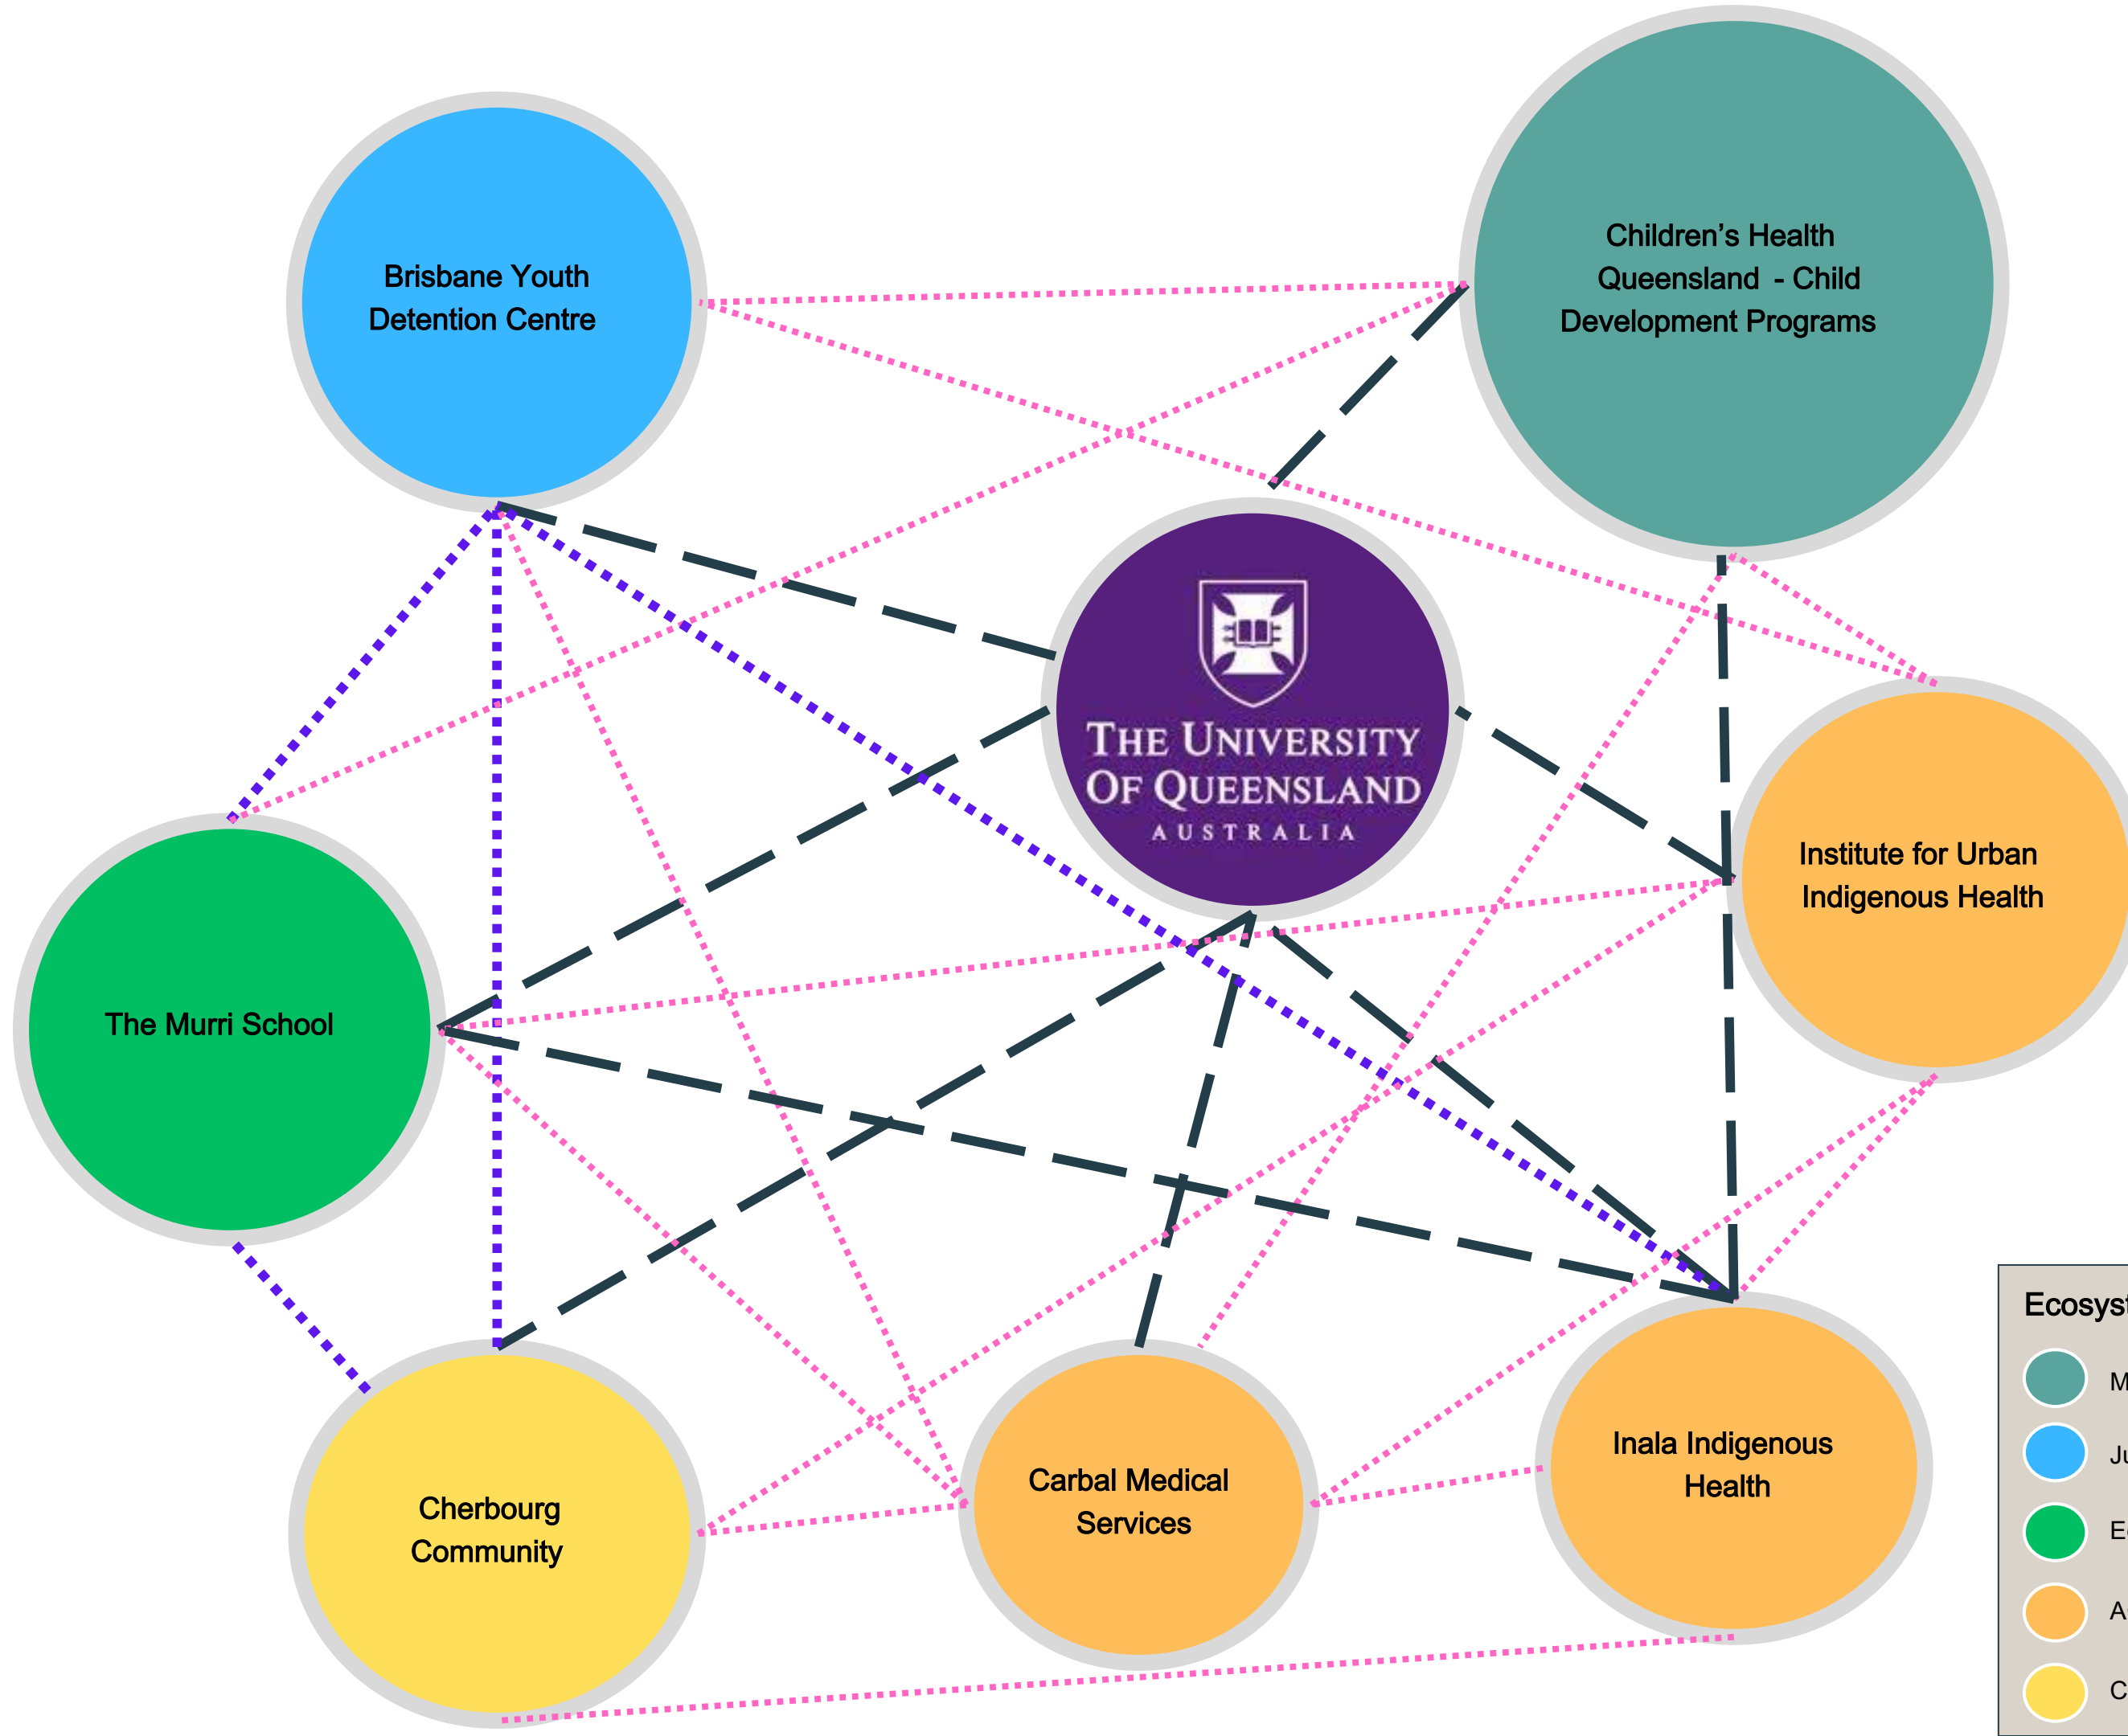 Brisbane Youth
Detention Centre
Children’s Health
Queensland - Child
Development Programs
THE UNIVERSITY
OF QUEENSLAND
AUSTRALIA
Institute for Urban
Indigenous Health
The Murri School
Cherbourg
Community
Carbal Medical
Services
Inala Indigenous
Health